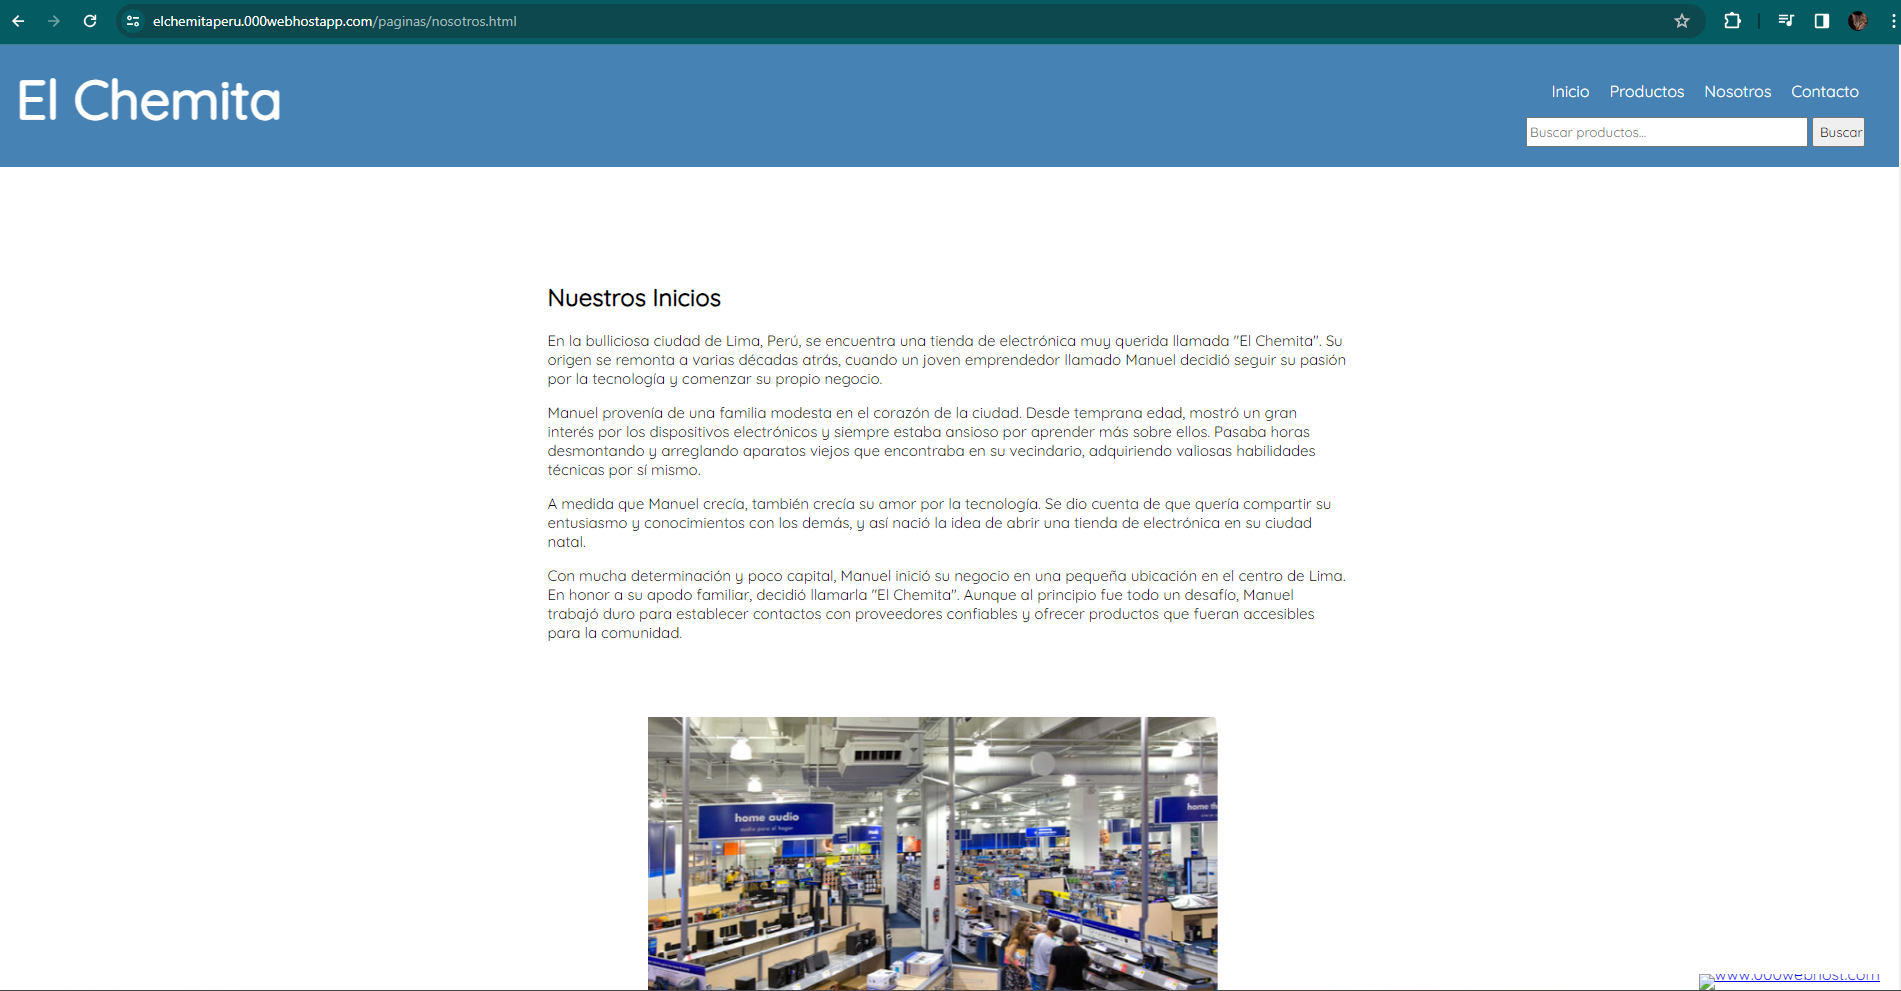 elchemitaperu.000webhostapp.com/paginas/nosotros.html
El Chemita
Inicio Productos Nosotros Contacto
Buscar productos... Buscar
Nuestros Inicios
En la bulliciosa ciudad de Lima, Perú, se encuentra una tienda de electrónica muy querida llamada "El Chemita". Su
origen se remonta a varias décadas atrás, cuando un joven emprendedor llamado Manuel decidió seguir su pasión
por la tecnología y comenzar su propio negocio.
Manuel provenía de una familia modesta en el corazón de la ciudad. Desde temprana edad, mostró un gran
interés por los dispositivos electrónicos y siempre estaba ansioso por aprender más sobre ellos. Pasaba horas
desmontando y arreglando aparatos viejos que encontraba en su vecindario, adquiriendo valiosas habilidades
técnicas por sí mismo.
A medida que Manuel crecía, también crecía su amor por la tecnología. Se dio cuenta de que quería compartir su
entusiasmo y conocimientos con los demás, y así nació la idea de abrir una tienda de electrónica en su ciudad
natal.
Con mucha determinación y poco capital, Manuel inició su negocio en una pequeña ubicación en el centro de Lima.
En honor a su apodo familiar, decidió llamarla "El Chemita". Aunque al principio fue todo un desafío, Manuel
trabajó duro para establecer contactos con proveedores confiables y ofrecer productos que fueran accesibles
para la comunidad.
home audio
audio para el hogar
home
www.000webhost.com